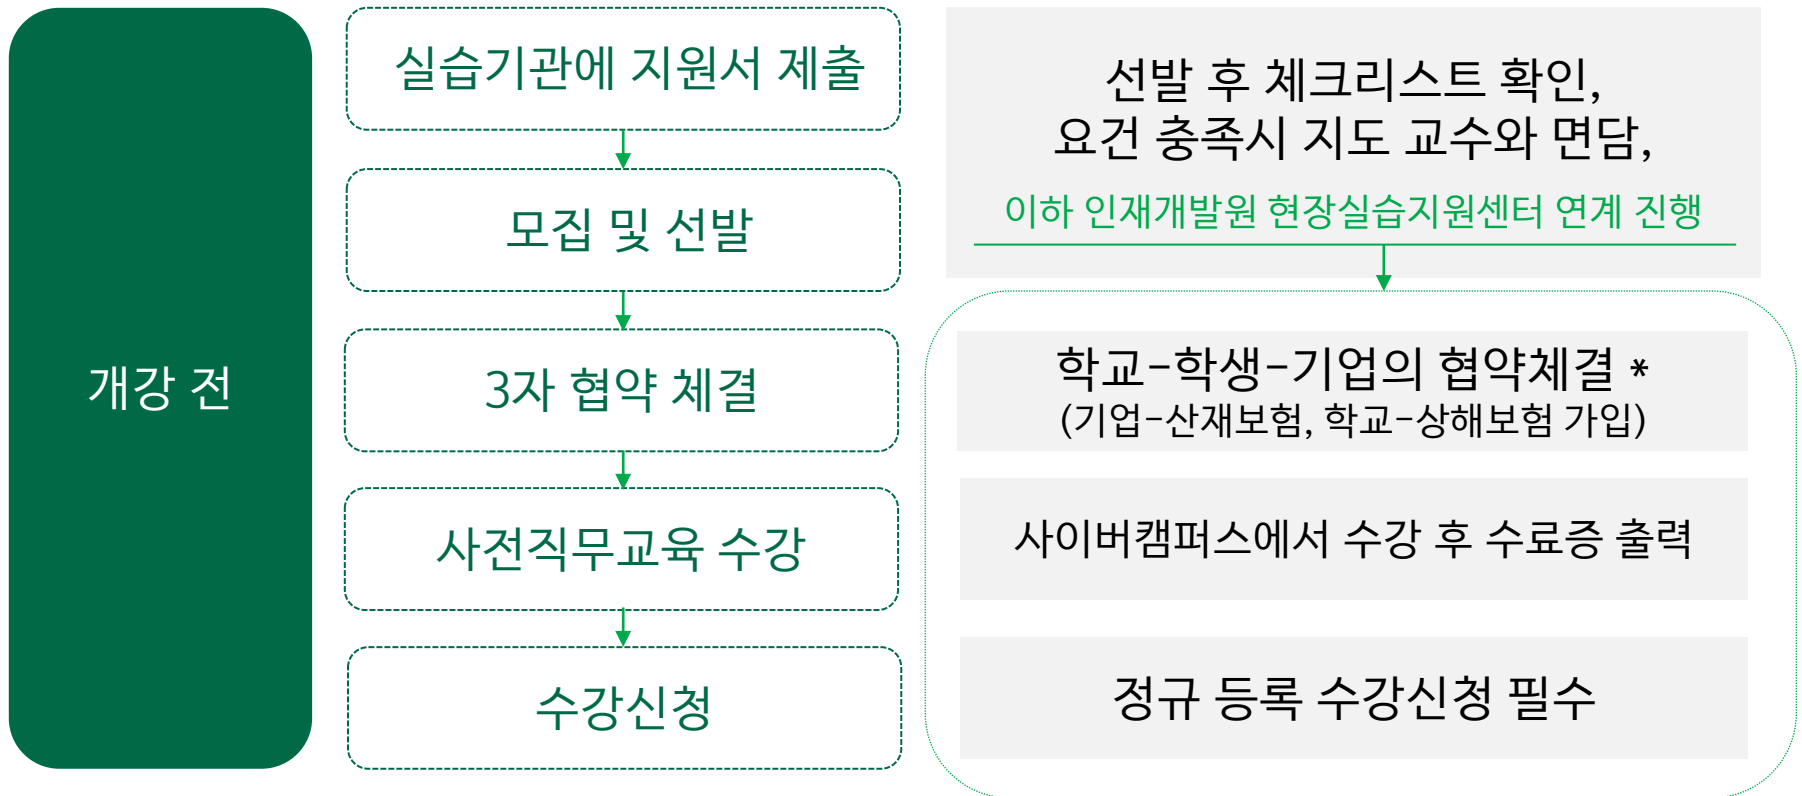 개강 전
실습기관에 지원서 제출
모집 및 선발
3자 협약 체결
사전직무교육 수강
수강신청
선발 후 체크리스트 확인,
요건 충족시 지도 교수와 면담,
이하 인재개발원 현장실습지원센터 연계 진행
학교-학생-기업의 협약체결 *
(기업-산재보험, 학교-상해보험 가입)
사이버캠퍼스에서 수강 후 수료증 출력
정규 등록 수강신청 필수